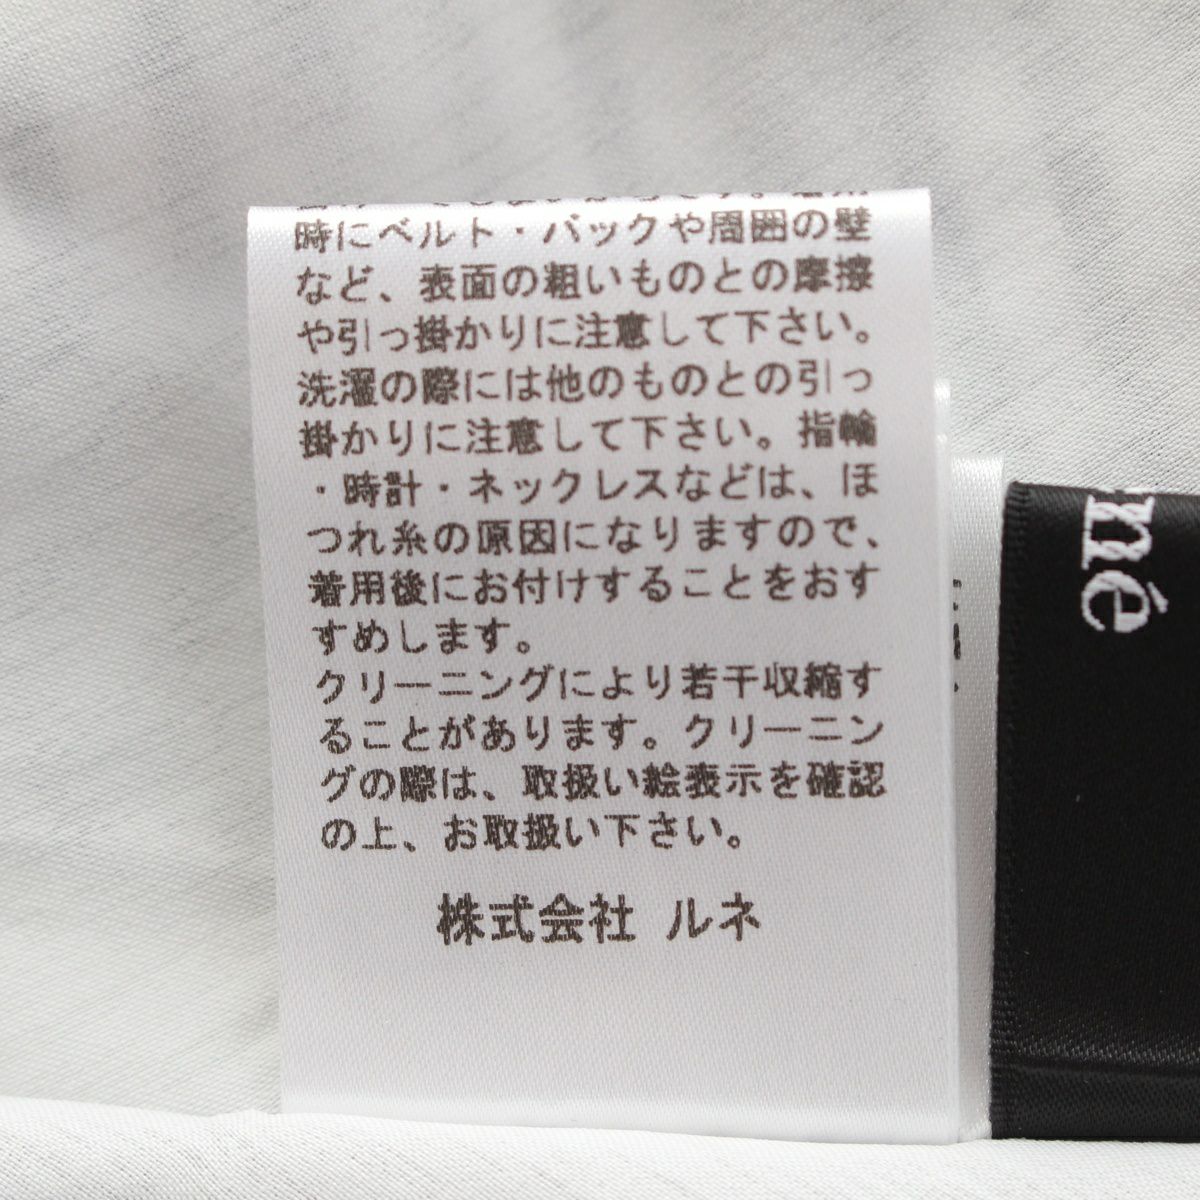 時にベルト・バックや周囲の壁
など、表面の粗いものとの摩擦
や引っ掛かりに注意して下さい。
洗濯の際には他のものとの引っ
掛かりに注意して下さい。指輪
・時計・ネックレスなどは、ほ
つれ糸の原因になりますので、
着用後にお付けすることをおす
すめします。
クリーニングにより若干収縮す
ることがあります。クリーニン
グの際は、取扱い絵表示を確認
の上、お取扱い下さい。
株式会社 ルネ
né